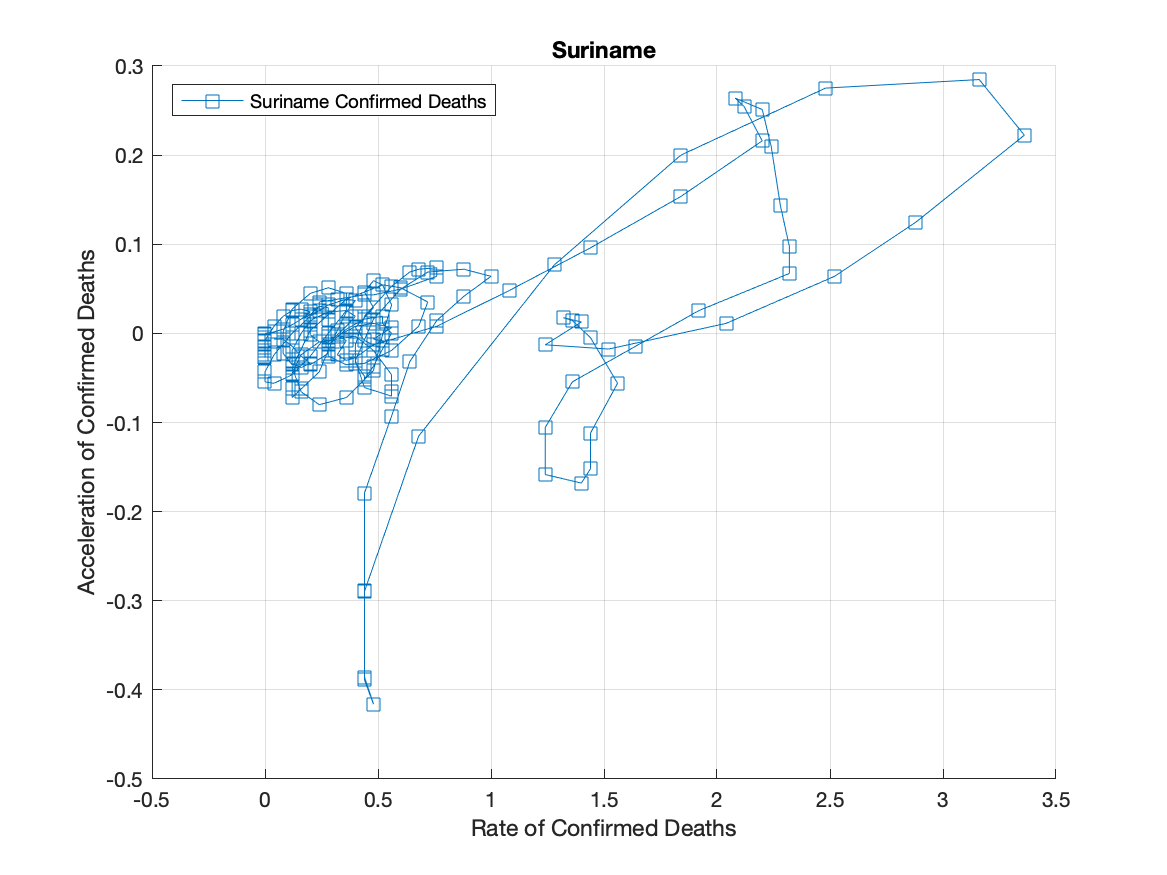 Suriname
Suriname Confirmed Deaths
0.3
0.2
0.1
0
-0.1
-0.2
-0.3
-0.4
-0.5
Acceleration of Confirmed Deaths
-0.5 0 0.5 1 1.5 2 2.5 3 3.5
Rate of Confirmed Deaths